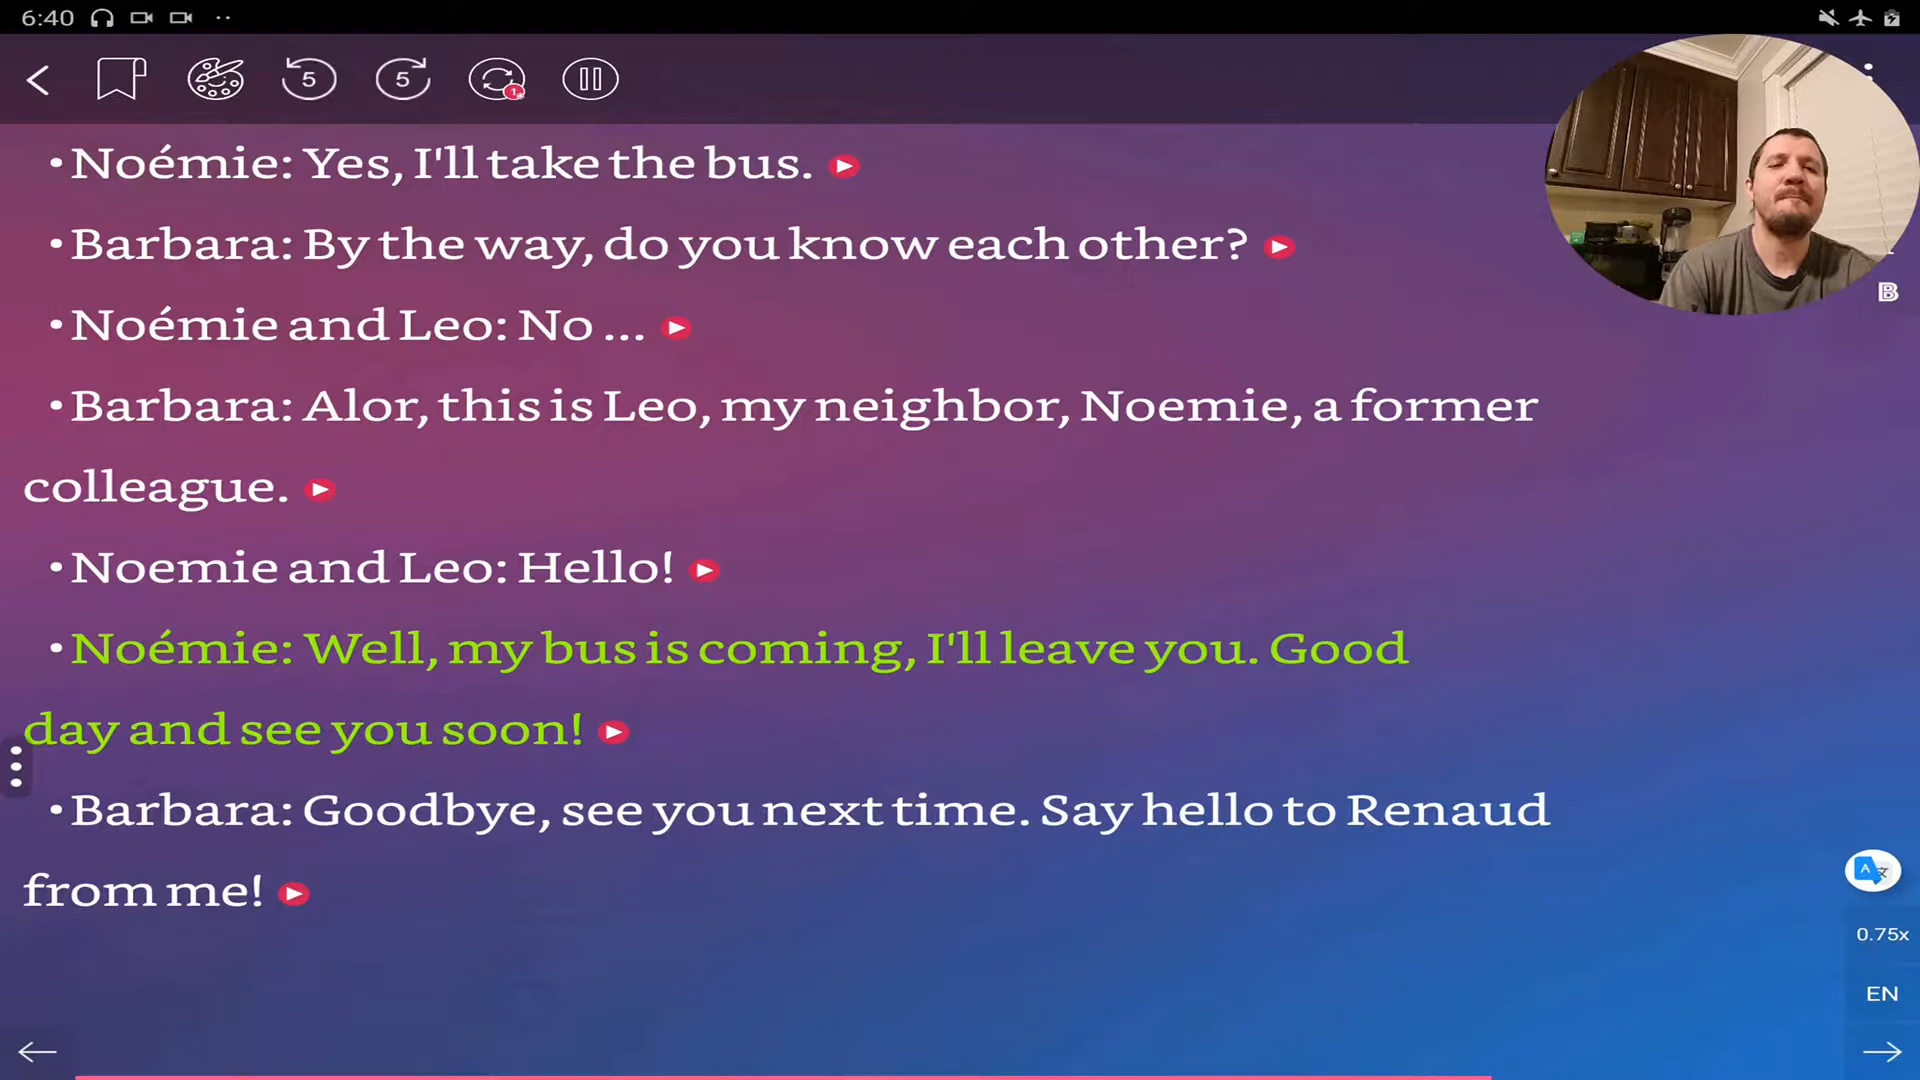 6:40
5
5
1
• Noémie: Yes, I'll take the bus.
• Barbara: By the way, do you know each other?
• Noémie and Leo: No ...
• Barbara: Alor, this is Leo, my neighbor, Noemie, a former
colleague.
• Noemie and Leo: Hello!
• Noémie: Well, my bus is coming, I'll leave you. Good
day and see you soon!
• Barbara: Goodbye, see you next time. Say hello to Renaud
from me!
B
A文
0.75x
EN